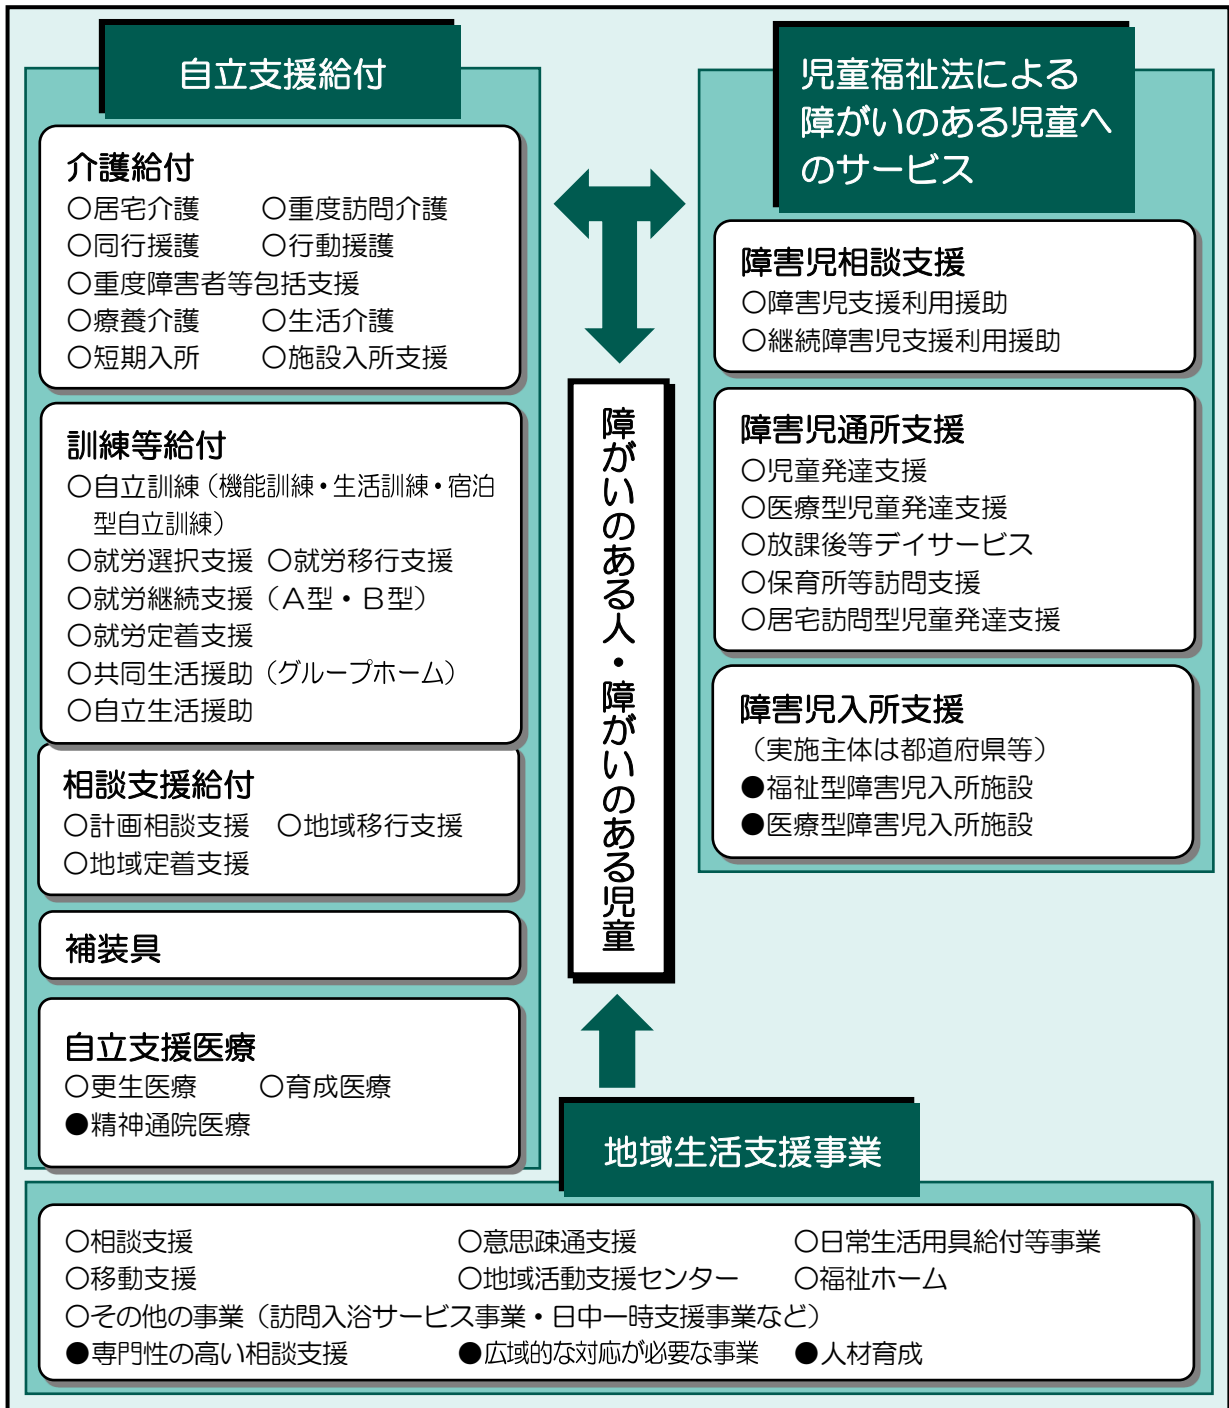 自立支援給付
介護給付
○居宅介護 ○重度訪問介護
○同行援護 ○行動援護
○重度障害者等包括支援
○療養介護 ○生活介護
○短期入所 ○施設入所支援
訓練等給付
○自立訓練（機能訓練・生活訓練・宿泊
型自立訓練）
○就労選択支援 ○就労移行支援
○就労継続支援（Ａ型・Ｂ型）
○就労定着支援
○共同生活援助（グループホーム）
○自立生活援助
相談支援給付
○計画相談支援 ○地域移行支援
○地域定着支援
補装具
自立支援医療
○更生医療 ○育成医療
●精神通院医療
障がいのある人・障がいのある児童
児童福祉法による
障がいのある児童へ
のサービス
障害児相談支援
○障害児支援利用援助
○継続障害児支援利用援助
障害児通所支援
○児童発達支援
○医療型児童発達支援
○放課後等デイサービス
○保育所等訪問支援
○居宅訪問型児童発達支援
障害児入所支援
（実施主体は都道府県等）
●福祉型障害児入所施設
●医療型障害児入所施設
地域生活支援事業
○相談支援 ○意思疎通支援 ○日常生活用具給付等事業
○移動支援 ○地域活動支援センター ○福祉ホーム
○その他の事業（訪問入浴サービス事業・日中一時支援事業など）
●専門性の高い相談支援 ●広域的な対応が必要な事業 ●人材育成